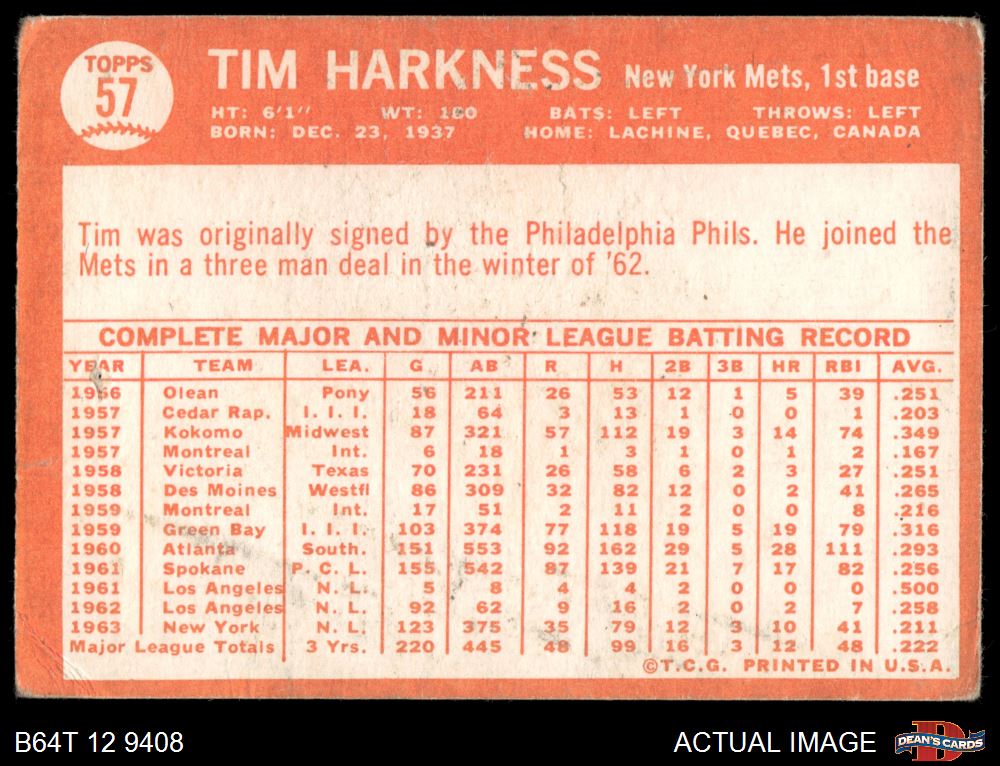 TOPPS
57
TIM HARKNESS New York Mets, 1st base
HT: 6'1" WT: 180 BATS: LEFT THROWS: LEFT
BORN: DEC. 23, 1937 HOME: LACHINE, QUEBEC, CANADA
Tim was originally signed by the Philadelphia Phils. He joined the
Mets in a three man deal in the winter of '62.
COMPLETE MAJOR AND MINOR LEAGUE BATTING RECORD
YEAR TEAM LEA. G AB R H 2B 3B HR RBI AVG.
1956 Olean Pony 56 211 26 53 12 1 5 39 .251
1957 Cedar Rap. I. I. I. 18 64 3 13 1 0 0 1 .203
1957 Kokomo Midwest 87 321 57 112 19 3 14 74 .349
1957 Montreal Int. 6 18 1 3 1 0 1 2 .167
1958 Victoria Texas 70 231 26 58 6 2 3 27 .251
1958 Des Moines Westfl 86 309 32 82 12 0 2 41 .265
1959 Montreal Int. 17 51 2 11 2 0 0 8 .216
1959 Green Bay I. I. I. 103 374 77 118 19 5 19 79 .316
1960 Atlanta South. 151 553 92 162 29 5 28 111 .293
1961 Spokane P. C. L. 155 542 87 139 21 7 17 82 .256
1961 Los Angeles N. L. 5 8 4 4 2 0 0 0 .500
1962 Los Angeles N. L. 92 62 9 16 2 0 2 7 .258
1963 New York N. L. 123 375 35 79 12 3 10 41 .211
Major League Totals 3 Yrs. 220 445 48 99 16 3 12 48 .222
©T.C.G. PRINTED IN U.S.A.
B64T 12 9408 ACTUAL IMAGE DEAN'S CARDS